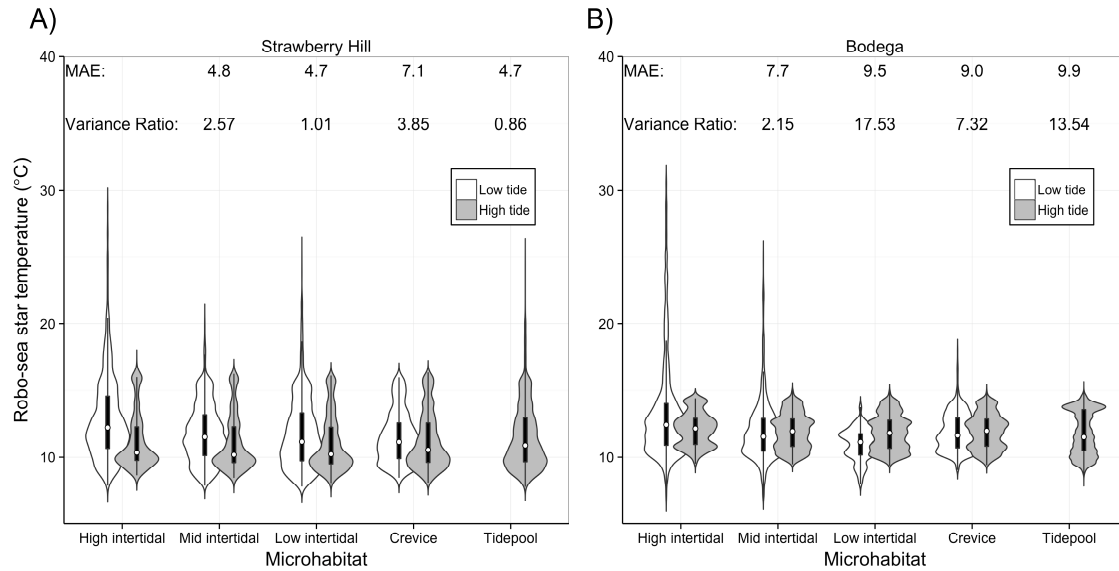 A)
Strawberry Hill
MAE: 4.8 4.7 7.1 4.7
Variance Ratio: 2.57 1.01 3.85 0.86
Low tide
High tide
40
30
20
10
Robo-sea star temperature (°C)
High intertidal Mid intertidal Low intertidal Crevice Tidepool
Microhabitat
B)
Bodega
MAE: 7.7 9.5 9.0 9.9
Variance Ratio: 2.15 17.53 7.32 13.54
Low tide
High tide
40
30
20
10
High intertidal Mid intertidal Low intertidal Crevice Tidepool
Microhabitat